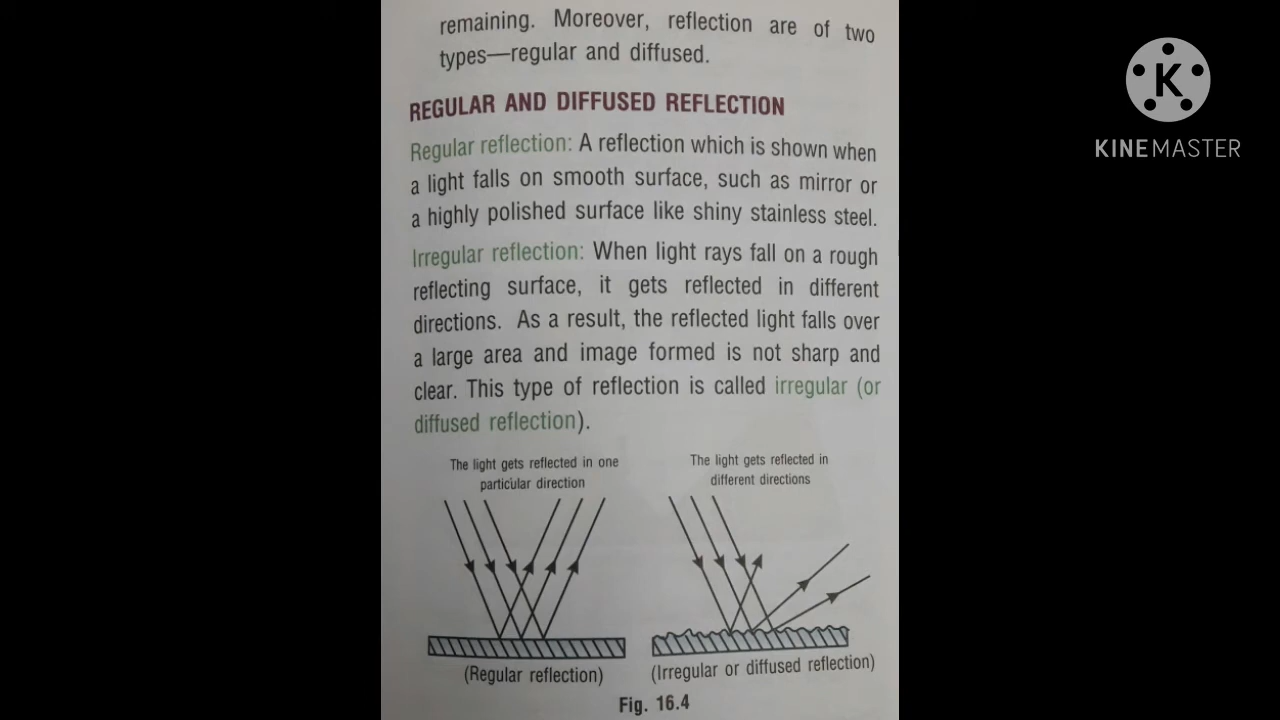 remaining. Moreover, reflection are of two
types—regular and diffused.
REGULAR AND DIFFUSED REFLECTION
Regular reflection: A reflection which is shown when
a light falls on smooth surface, such as mirror or
a highly polished surface like shiny stainless steel.
Irregular reflection: When light rays fall on a rough
reflecting surface, it gets reflected in different
directions. As a result, the reflected light falls over
a large area and image formed is not sharp and
clear. This type of reflection is called irregular (or
diffused reflection).
The light gets reflected in one
particular direction
The light gets reflected in
different directions
(Regular reflection)
(Irregular or diffused reflection)
Fig. 16.4
K
KINEMASTER